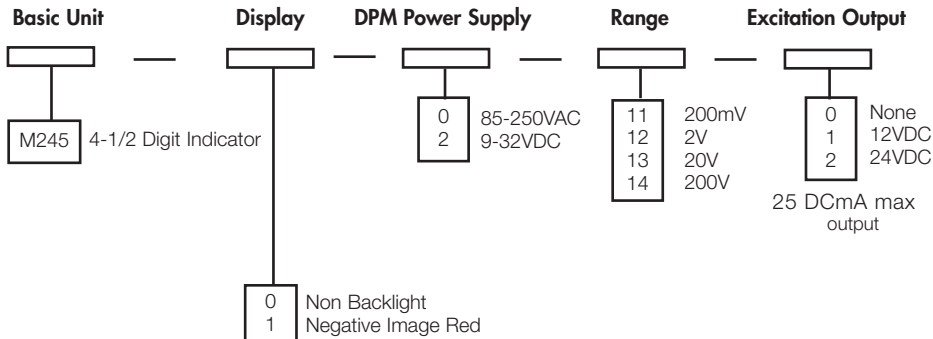 Basic Unit Display DPM Power Supply Range Excitation Output
M245 4-1/2 Digit Indicator
0 85-250VAC
2 9-32VDC
11 200mV
12 2V
13 20V
14 200V
0 None
1 12VDC
2 24VDC
25 DCmA max
output
0 Non Backlight
1 Negative Image Red